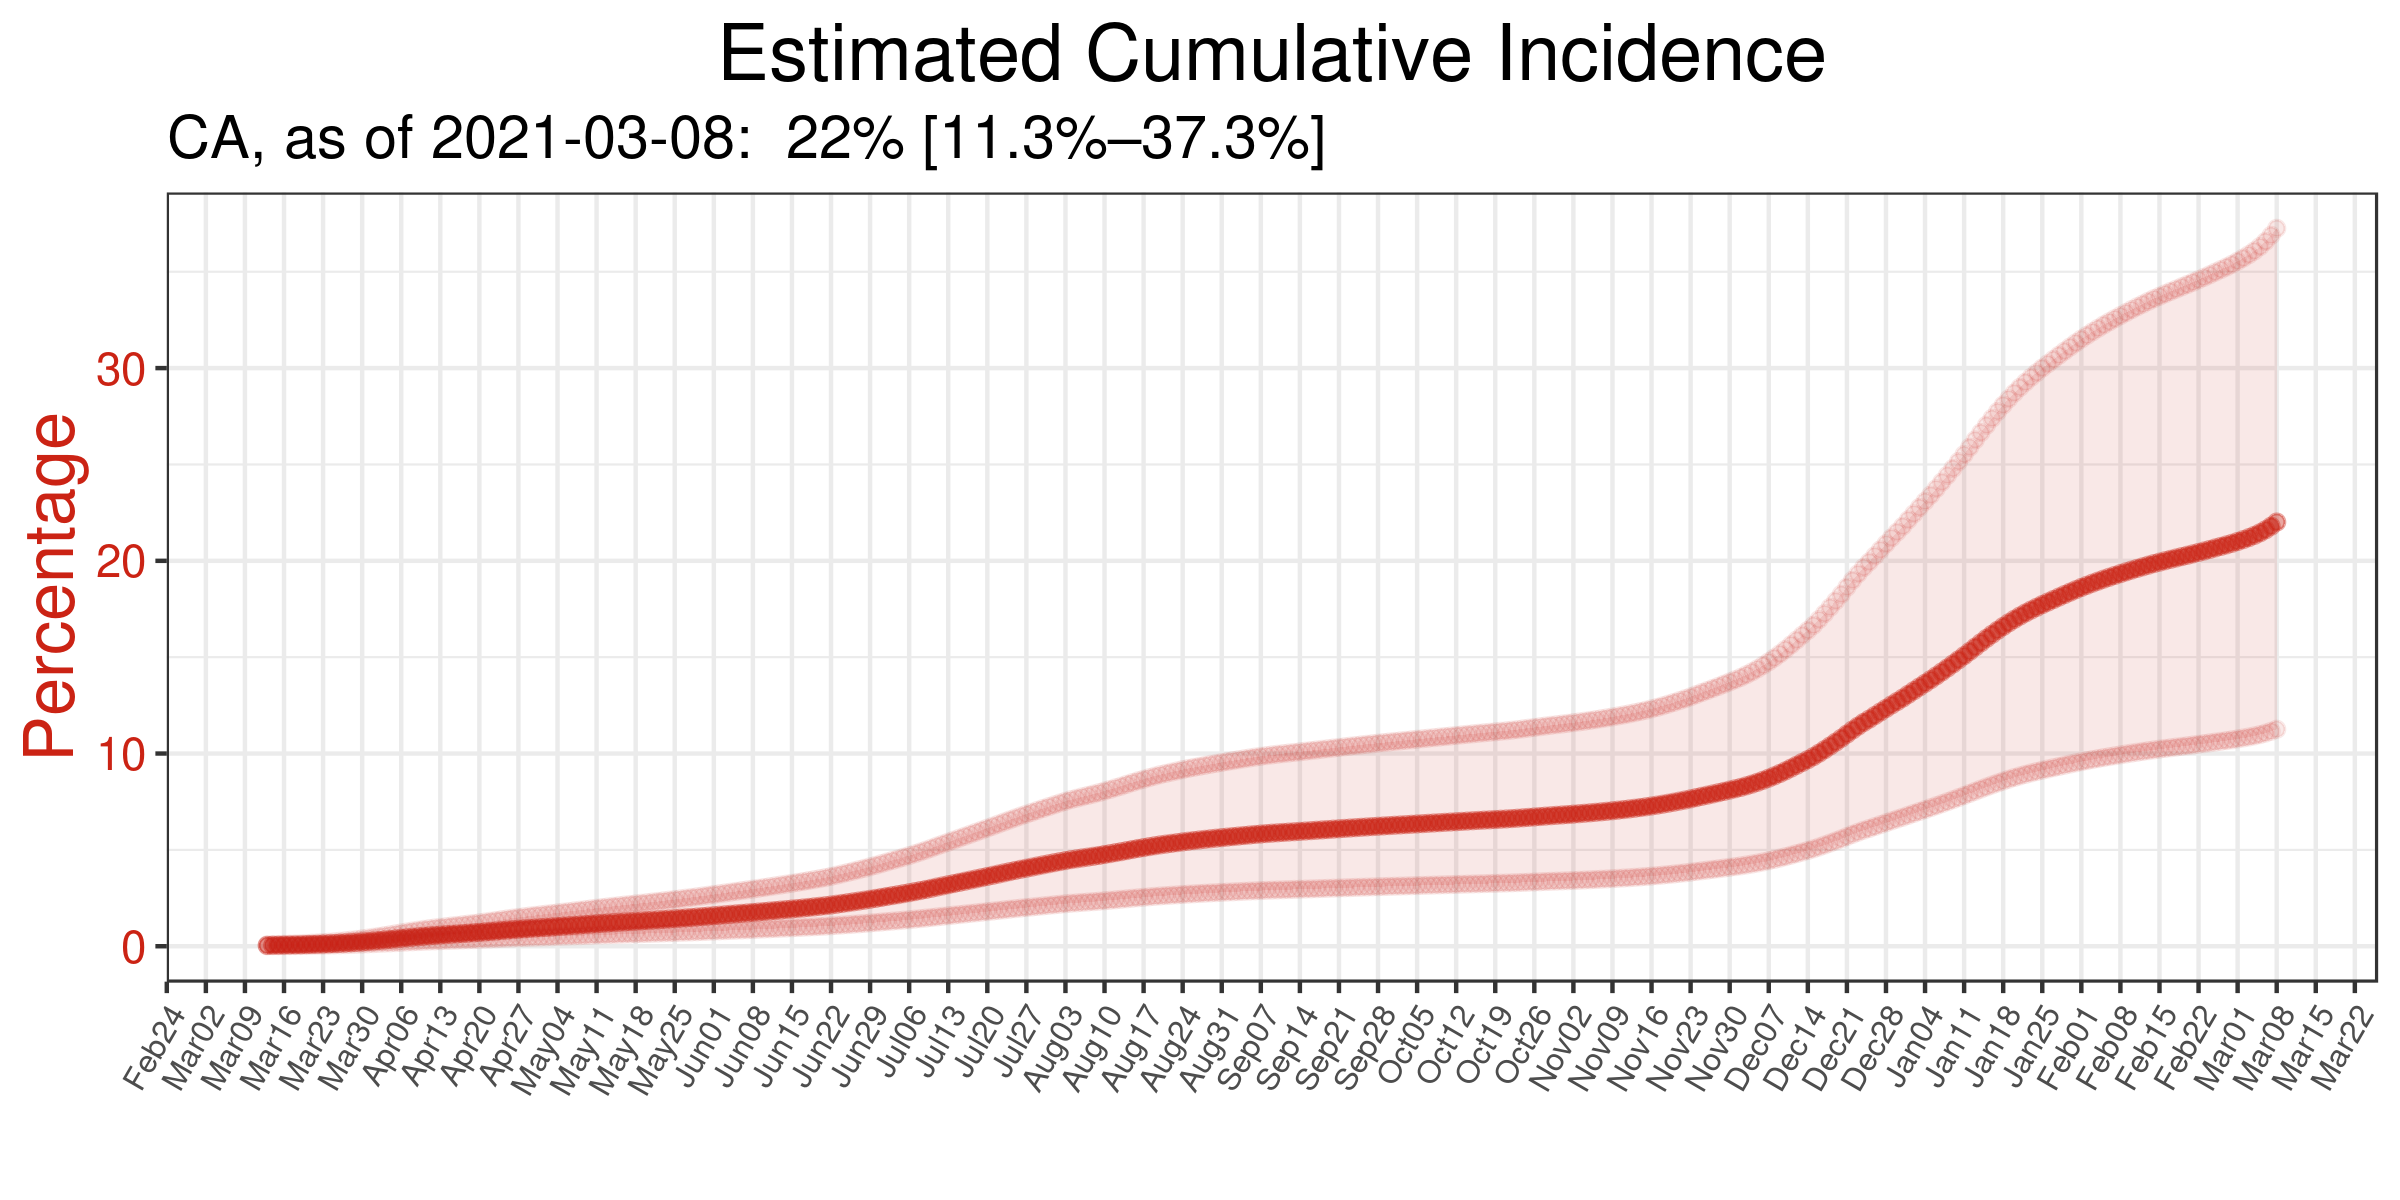 Estimated Cumulative Incidence
CA, as of 2021-03-08:  22% [11.3%–37.3%]
Percentage
30
20
10
0
Feb24
Mar02
Mar09
Mar16
Mar23
Mar30
Apr06
Apr13
Apr20
Apr27
May04
May11
May18
May25
Jun01
Jun08
Jun15
Jun22
Jun29
Jul06
Jul13
Jul20
Jul27
Aug03
Aug10
Aug17
Aug24
Aug31
Sep07
Sep14
Sep21
Sep28
Oct05
Oct12
Oct19
Oct26
Nov02
Nov09
Nov16
Nov23
Nov30
Dec07
Dec14
Dec21
Dec28
Jan04
Jan11
Jan18
Jan25
Feb01
Feb08
Feb15
Feb22
Mar01
Mar08
Mar15
Mar22